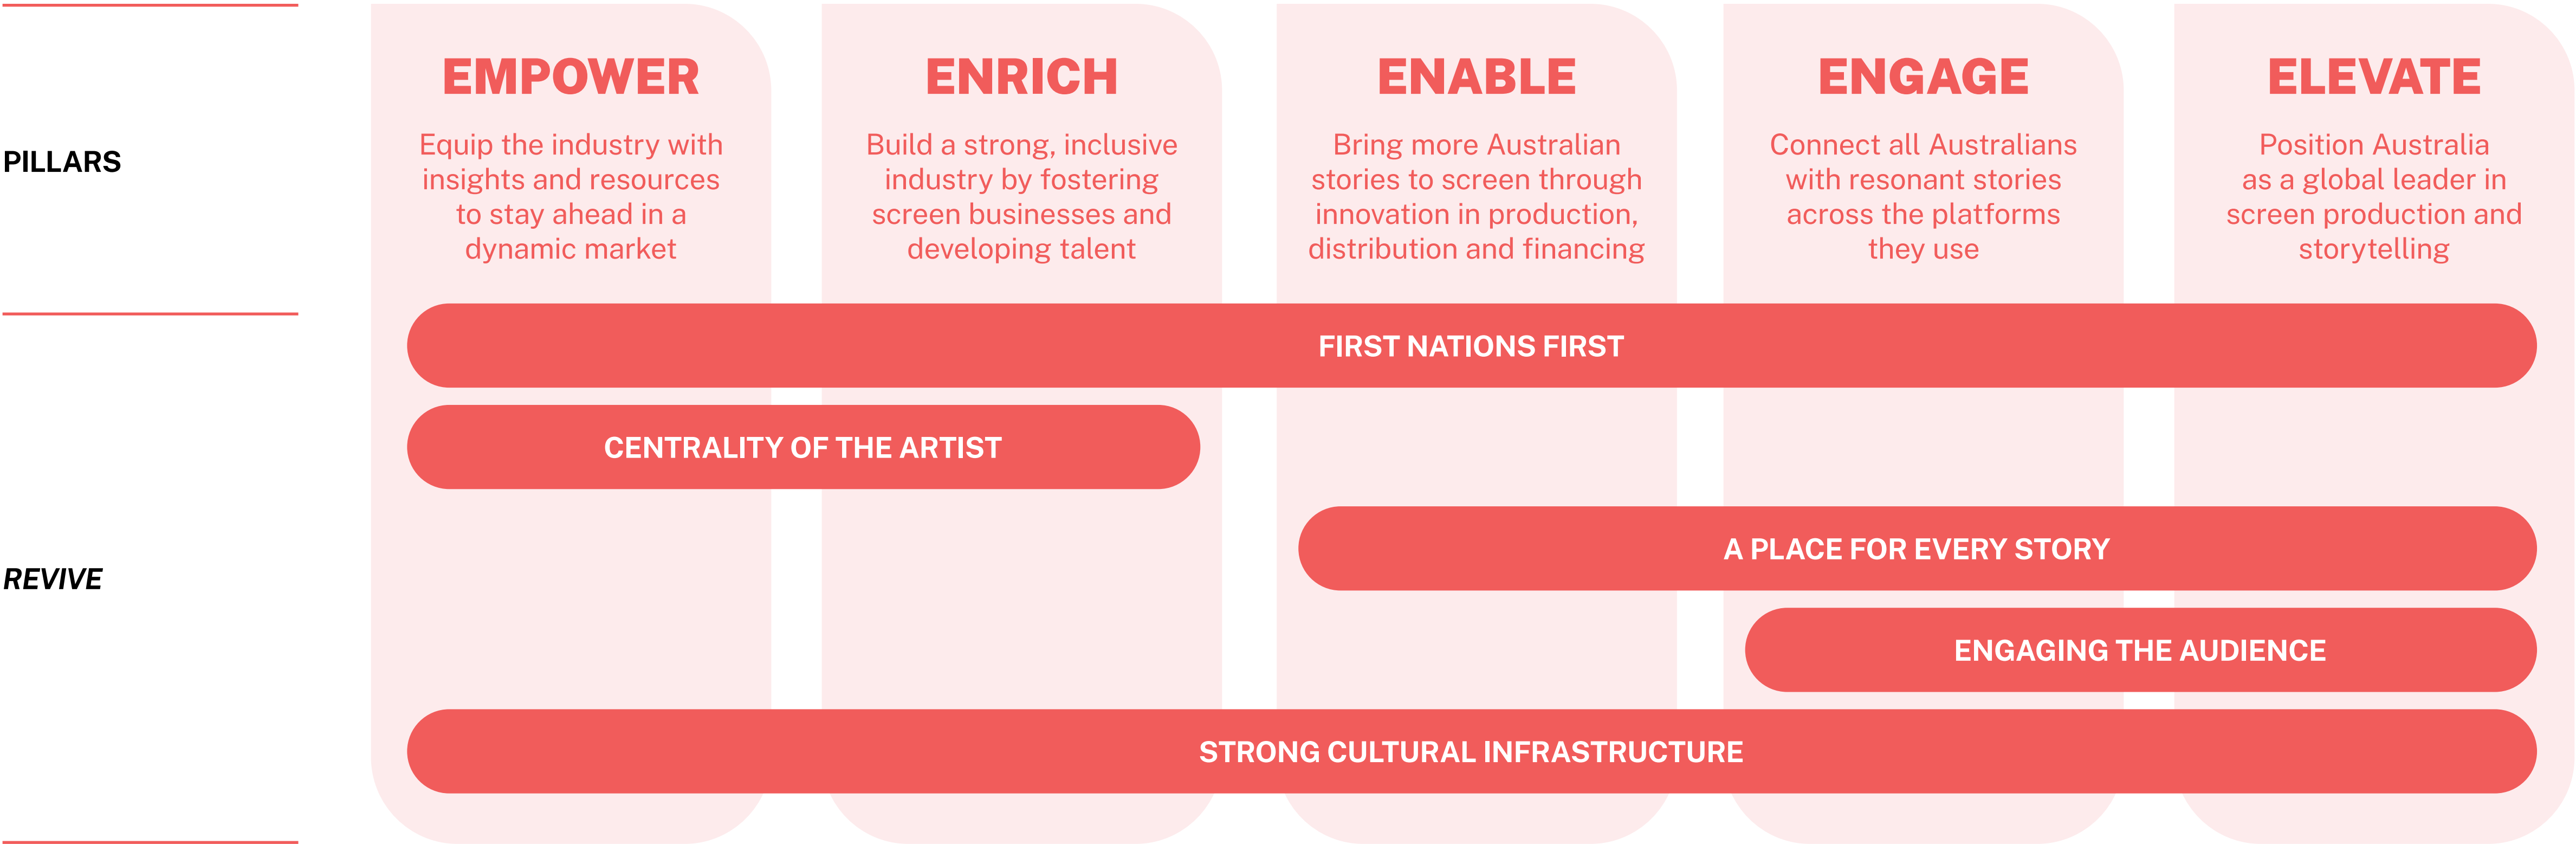 PILLARS
EMPOWER
Equip the industry with
insights and resources
to stay ahead in a
dynamic market
ENRICH
Build a strong, inclusive
industry by fostering
screen businesses and
developing talent
ENABLE
Bring more Australian
stories to screen through
innovation in production,
distribution and financing
ENGAGE
Connect all Australians
with resonant stories
across the platforms
they use
ELEVATE
Position Australia
as a global leader in
screen production and
storytelling
REVIVE
FIRST NATIONS FIRST
CENTRALITY OF THE ARTIST
A PLACE FOR EVERY STORY
ENGAGING THE AUDIENCE
STRONG CULTURAL INFRASTRUCTURE